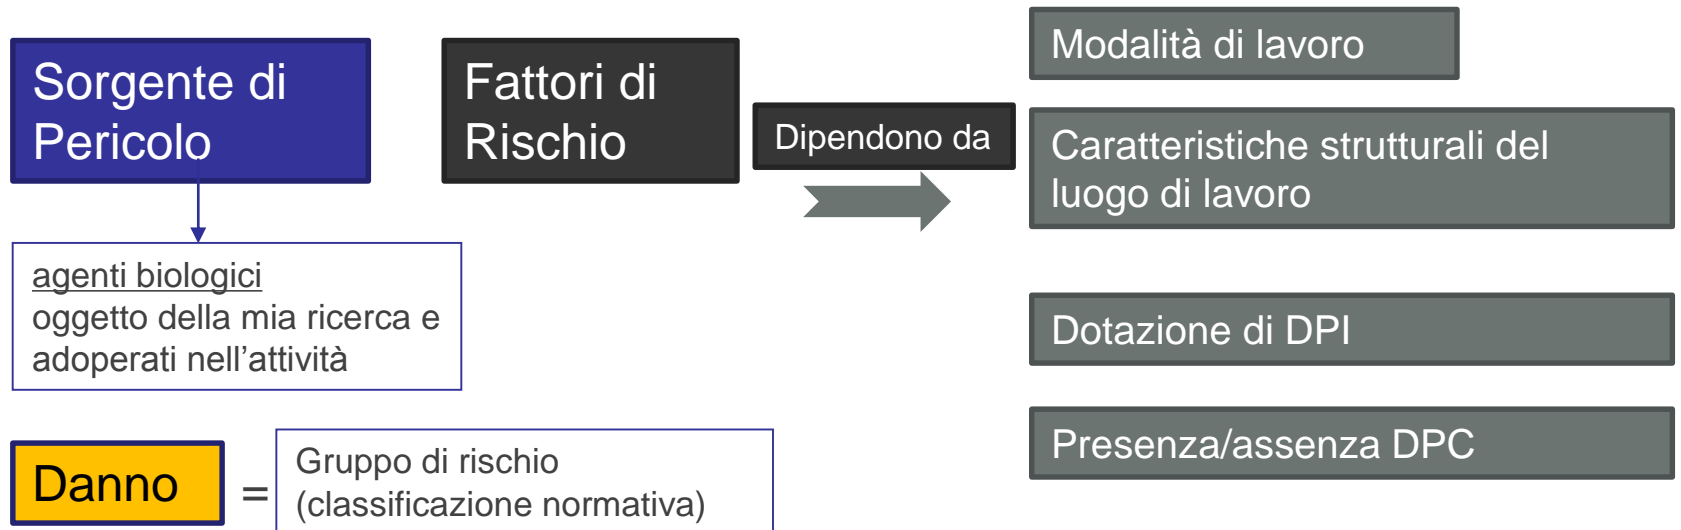 Sorgente di
Pericolo
Fattori di
Rischio
Dipendono da
Modalità di lavoro
Caratteristiche strutturali del
luogo di lavoro
Dotazione di DPI
Presenza/assenza DPC
agenti biologici
oggetto della mia ricerca e
adoperati nell'attività
Danno
=
Gruppo di rischio
(classificazione normativa)